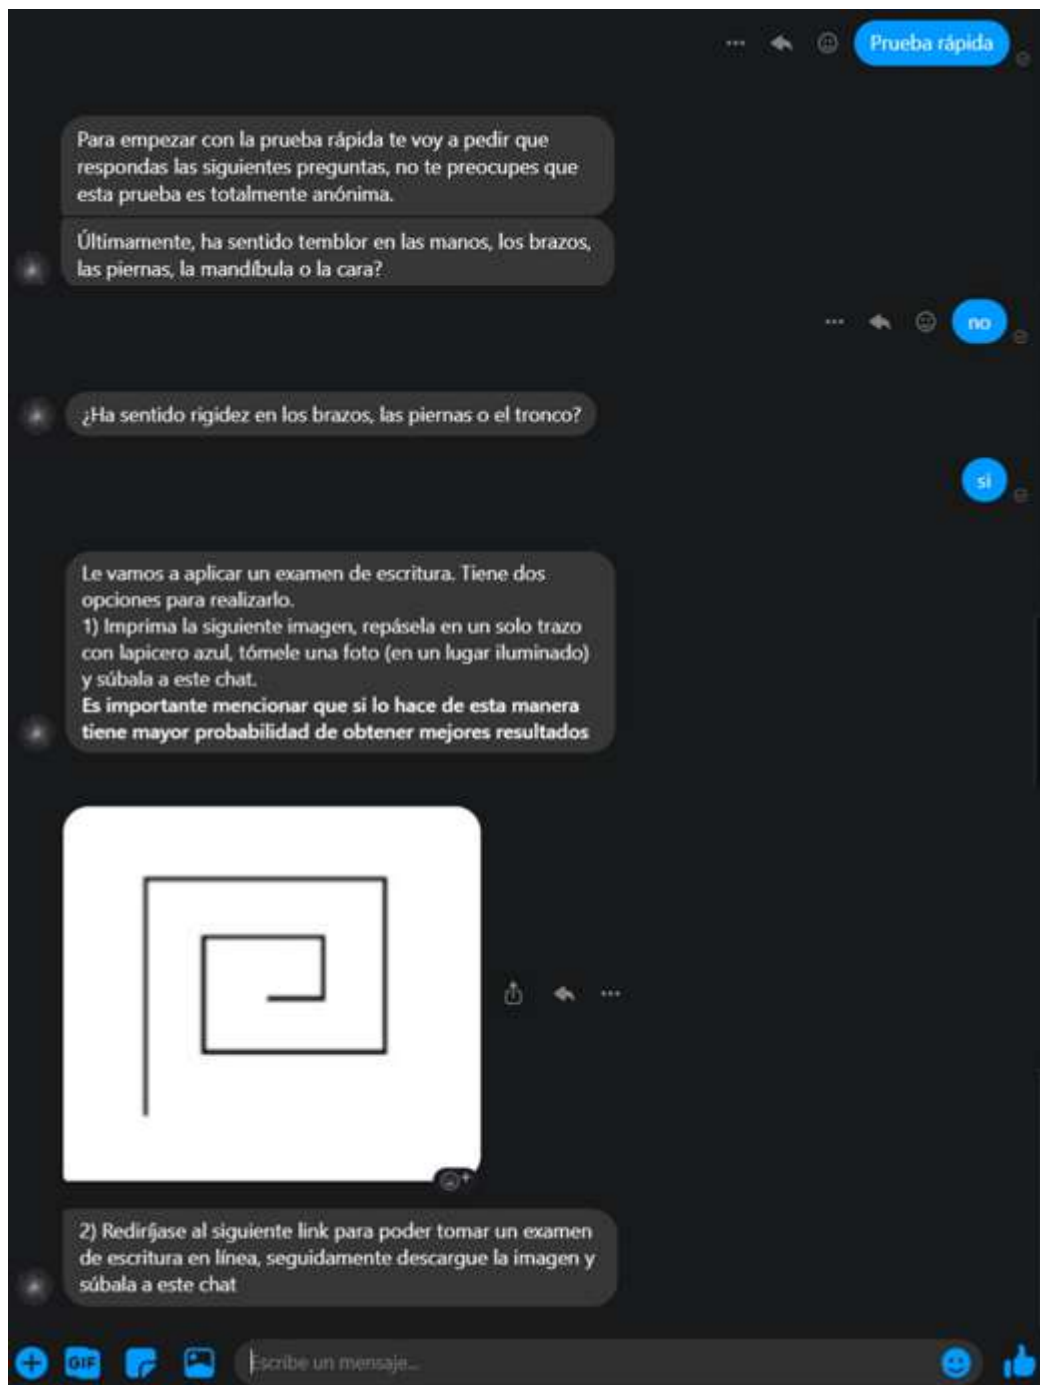 Prueba rápida
Para empezar con la prueba rápida te voy a pedir que
respondas las siguientes preguntas, no te preocupes que
esta prueba es totalmente anónima.
Últimamente, ha sentido temblor en las manos, los brazos,
las piernas, la mandíbula o la cara?
no
¿Ha sentido rigidez en los brazos, las piernas o el tronco?
si
Le vamos a aplicar un examen de escritura. Tiene dos
opciones para realizarlo.
1) Imprima la siguiente imagen, repásela en un solo trazo
con lapicero azul, tómele una foto (en un lugar iluminado)
y súbala a este chat.
Es importante mencionar que si lo hace de esta manera
tiene mayor probabilidad de obtener mejores resultados
2) Rediríjase al siguiente link para poder tomar un examen
de escritura en línea, seguidamente descargue la imagen y
súbala a este chat
GIF
Escribe un mensaje...